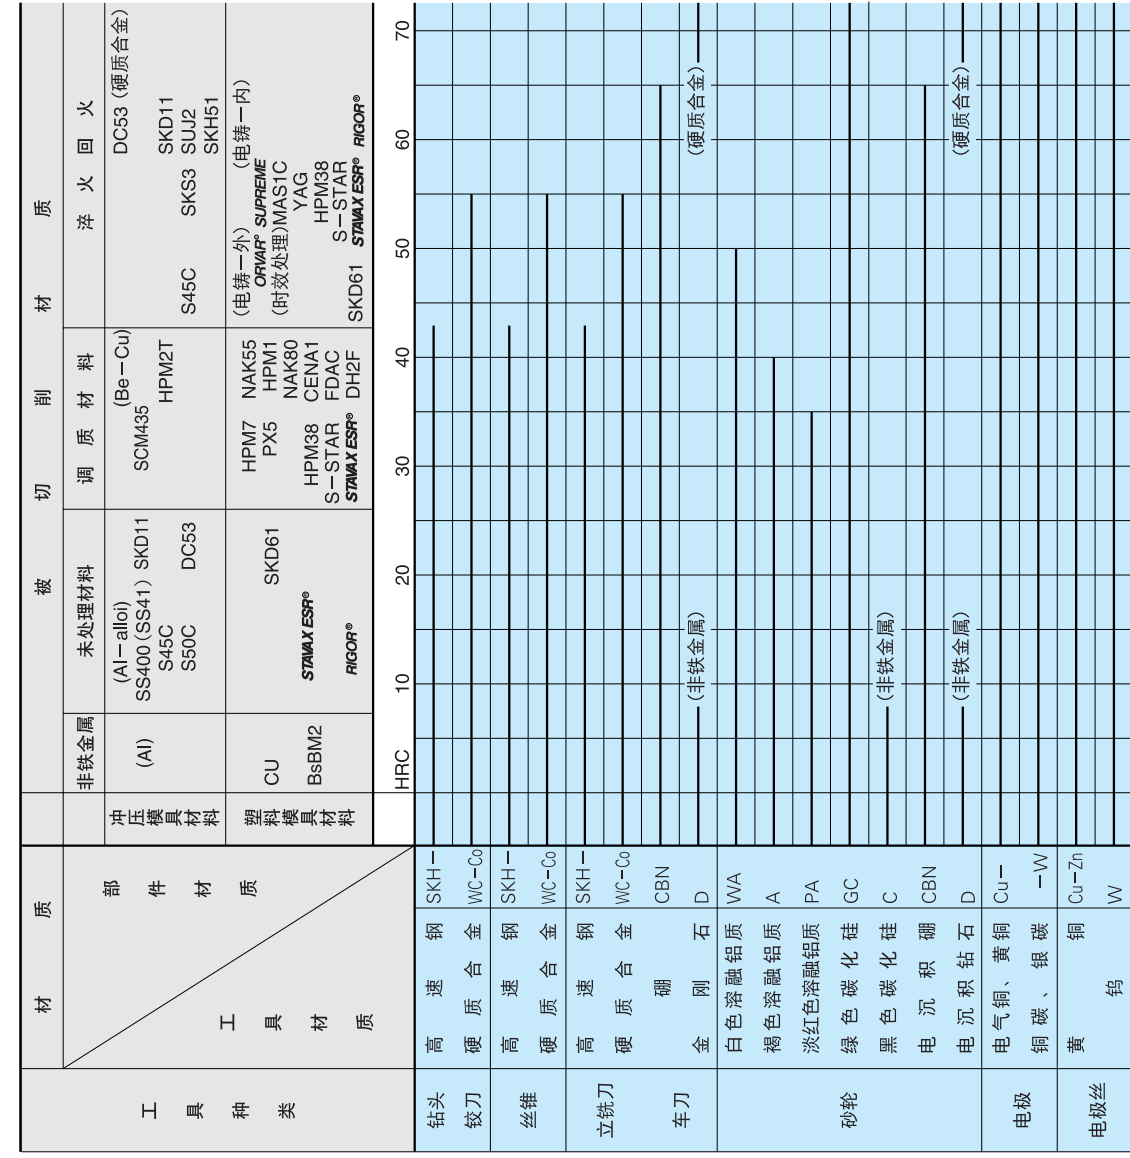 被 切 削 材 质
非铁金属
未处理材料
调 质 材 料
淬 火 回 火
冲压模具材料
(Al)
(Al－alloi)
SS400 (SS41) SKD11
S45C
S50C
DC53
(Be－Cu)
SCM435
HPM2T
DC53 (硬质合金)
SKD11
S45C
SKS3
SUJ2
SKH51
塑料模具材料
CU
BsBM2
SKD61
STAVAX ESR®
RIGOR®
HPM7
NAK55
PX5
HPM1
NAK80
HPM38
CENA1
S－STAR
FDAC
STAVAX ESR®
DH2F
(电铸－外)
(电铸－内)
ORVAR® SUPREME
(时效处理)MAS1C
YAG
HPM38
S－STAR
SKD61
STAVAX ESR®
RIGOR®
HRC
10
20
30
40
50
60
70
材 质
部 件 材 质
工 具 材 质
工 具 种 类
钻头
高 速 钢
SKH－
铰刀
硬 质 合 金
WC－Co
丝锥
高 速 钢
SKH－
硬 质 合 金
WC－Co
立铣刀
高 速 钢
SKH－
硬 质 合 金
WC－Co
车刀
硼
CBN
金 刚 石
D
(非铁金属)
(硬质合金)
砂轮
白色溶融铝质
WA
褐色溶融铝质
A
淡红色溶融铝质
PA
绿色碳化硅
GC
黑色碳化硅
C
(非铁金属)
电 沉 积 硼
CBN
电 沉 积 钻 石
D
(非铁金属)
(硬质合金)
电极
电气铜、黄铜
Cu－
铜碳、银碳
－W
电极丝
黄 铜
Cu－Zn
钨
W